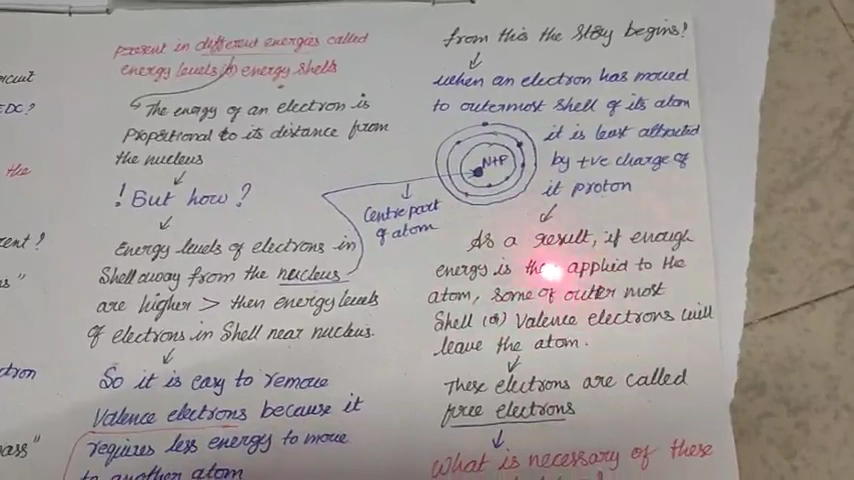 present in different energies called
energy levels (or) energy shells
The energy of an electron is
proportional to its distance from
the nucleus
! But how ?
Energy levels of electrons in
Shell away from the nucleus
are higher > then energy levels
of electrons in Shell near nucleus.
So it is easy to remove
Valence electrons because it
requires less energy to move
to another atom
Centre part
of atom
from this the story begins!
when an electron has moved
to outermost shell of its atom
N+P
it is least attracted
by +ve charge of
it proton
As a result, if enough
energy is applied to the
atom, some of outer most
Shell (or) Valence electrons will
leave the atom.
These electrons are called
free electrons
What is necessary of these
EDC?
the